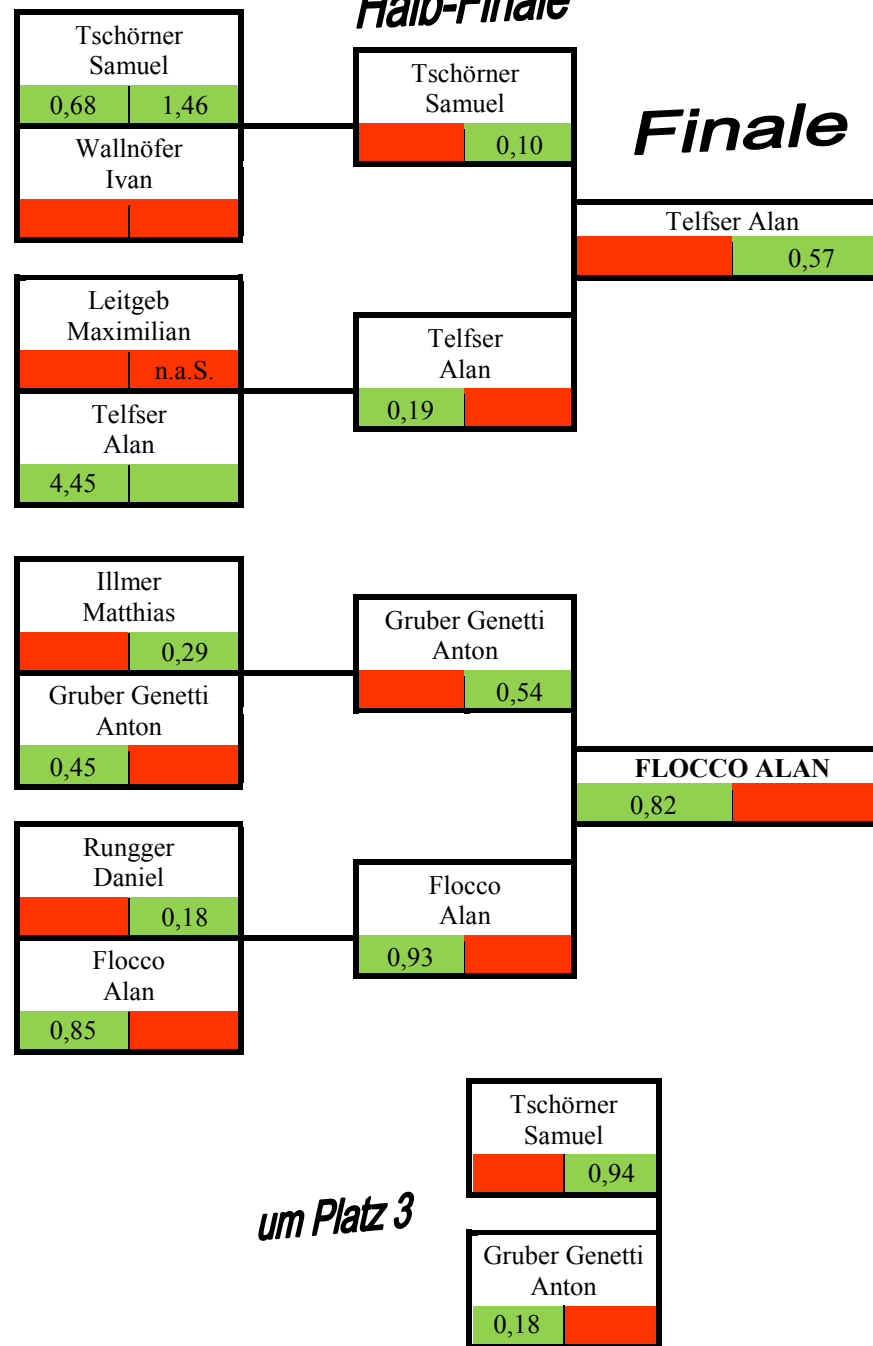 Halb-Finale
Tschörner
Samuel
0,68 1,46
Wallnöfer
Ivan
Leitgeb
Maximilian
n.a.S.
Telfser
Alan
4,45
Illmer
Matthias
0,29
Gruber Genetti
Anton
0,45
Rungger
Daniel
0,18
Flocco
Alan
0,85
Tschörner
Samuel
0,10
Telfser
Alan
0,19
Gruber Genetti
Anton
0,54
Flocco
Alan
0,93
Finale
Telfser Alan
0,57
FLOCCO ALAN
0,82
um Platz 3
Tschörner
Samuel
0,94
Gruber Genetti
Anton
0,18